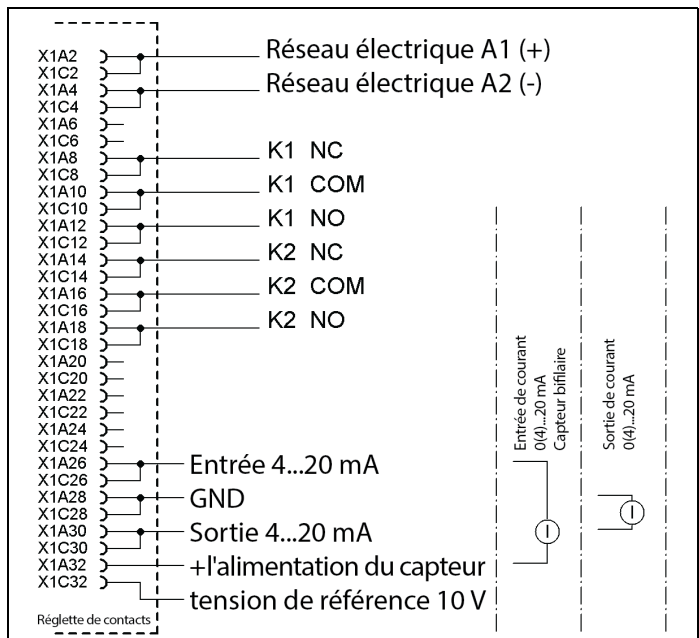 X1A2
Réseau électrique A1 (+)
X1C2
X1A4
Réseau électrique A2 (-)
X1C4
X1A6
X1C6
X1A8
K1 NC
X1C8
X1A10
K1 COM
X1C10
X1A12
K1 NO
X1C12
X1A14
K2 NC
X1C14
X1A16
K2 COM
X1C16
X1A18
K2 NO
X1C18
X1A20
X1C20
X1A22
X1C22
X1A24
X1C24
X1A26
Entrée 4...20 mA
X1C26
X1A28
GND
X1C28
X1A30
Sortie 4...20 mA
X1C30
X1A32
+l'alimentation du capteur
X1C32
tension de référence 10 V
Réglette de contacts
Entrée de courant
0(4)...20 mA
Capteur bifilaire
Sortie de courant
0(4)...20 mA
I
I